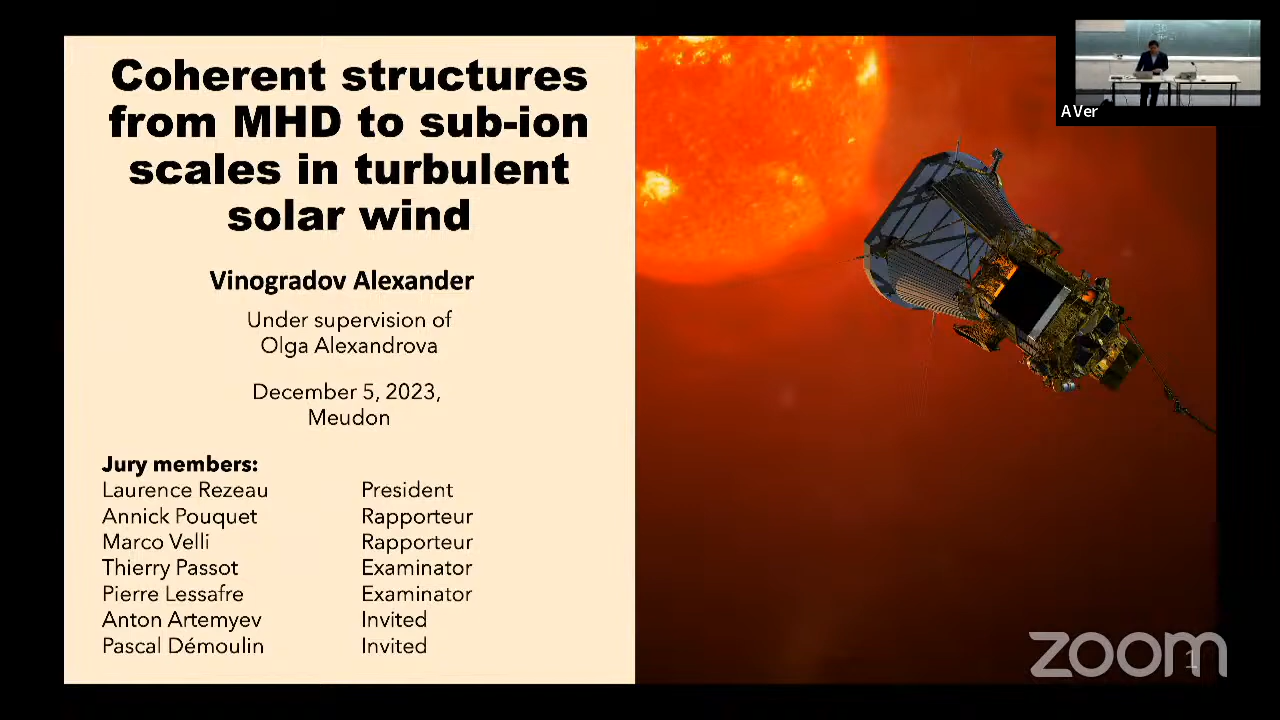 Coherent structures
from MHD to sub-ion
scales in turbulent
solar wind
Vinogradov Alexander
Under supervision of
Olga Alexandrova
December 5, 2023,
Meudon
Jury members:
Laurence Rezeau President
Annick Pouquet Rapporteur
Marco Velli Rapporteur
Thierry Passot Examinator
Pierre Lessafre Examinator
Anton Artemyev Invited
Pascal Démoulin Invited
A Ver
zoom
1